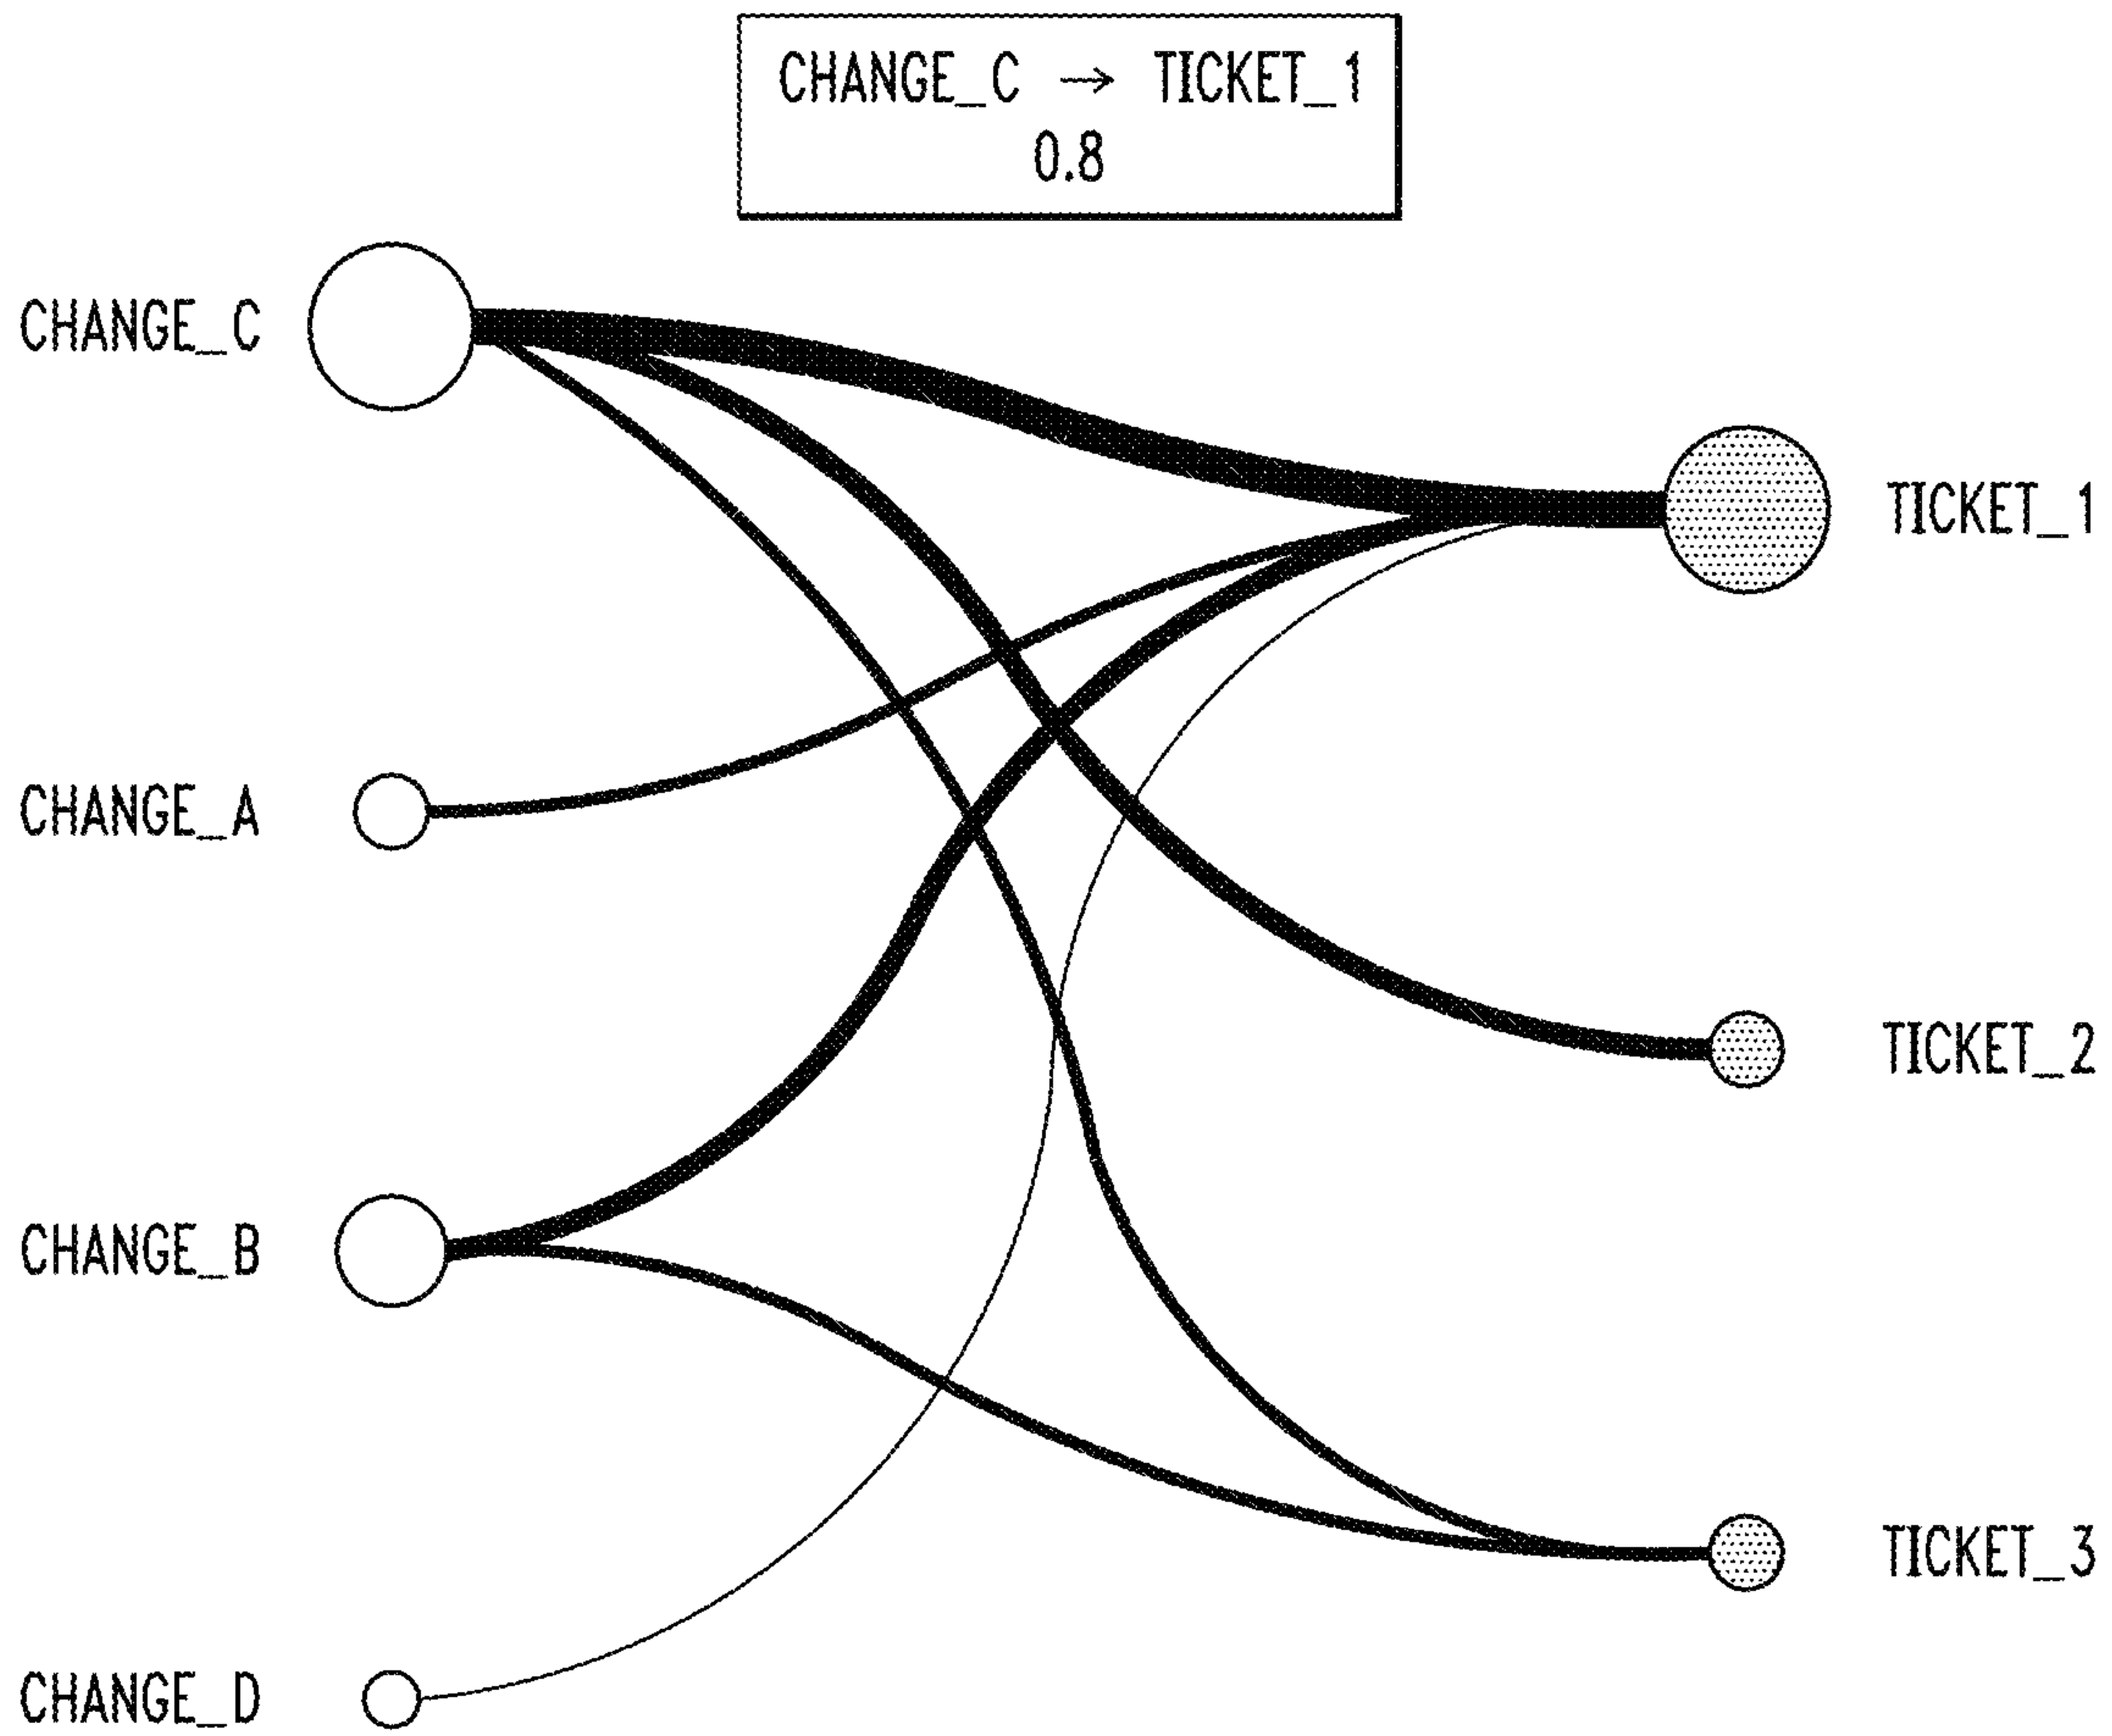 CHANGE_C → TICKET_1
0.8
CHANGE_C
TICKET_1
CHANGE_A
TICKET_2
CHANGE_B
TICKET_3
CHANGE_D